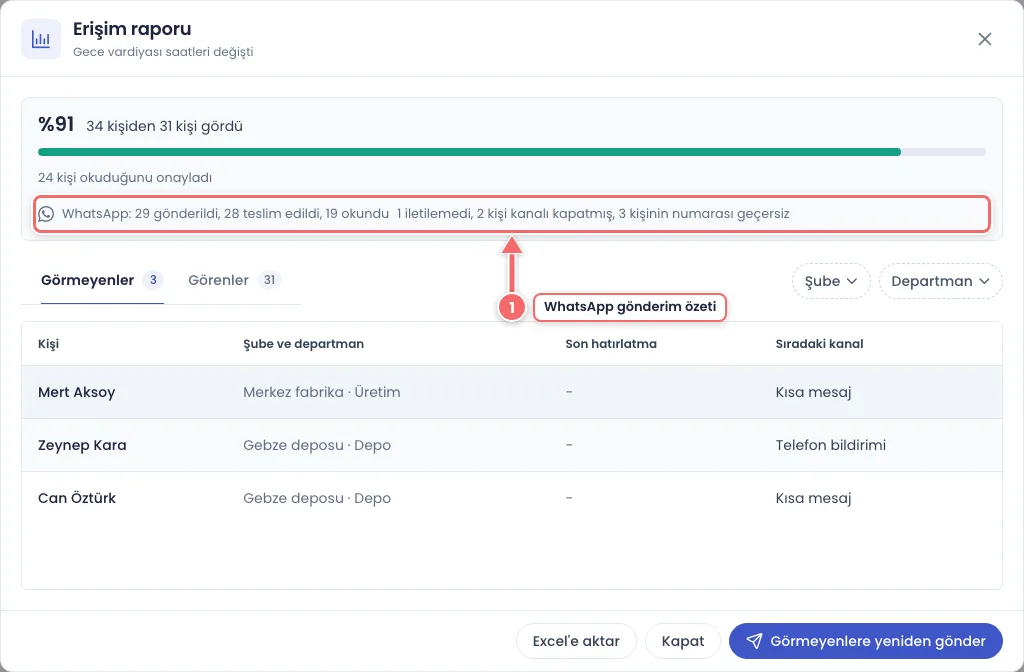 Erişim raporu
Gece vardiyası saatleri değişti
%91 34 kişiden 31 kişi gördü
24 kişi okuduğunu onayladı
WhatsApp: 29 gönderildi, 28 teslim edildi, 19 okundu 1 iletilemedi, 2 kişi kanalı kapatmış, 3 kişinin numarası geçersiz
Görmeyenler 3 Görenler 31 Şube Departman
1 WhatsApp gönderim özeti
Kişi Şube ve departman Son hatırlatma Sıradaki kanal
Mert Aksoy Merkez fabrika · Üretim - Kısa mesaj
Zeynep Kara Gebze deposu · Depo - Telefon bildirimi
Can Öztürk Gebze deposu · Depo - Kısa mesaj
Excel'e aktar Kapat Görmeyenlere yeniden gönder